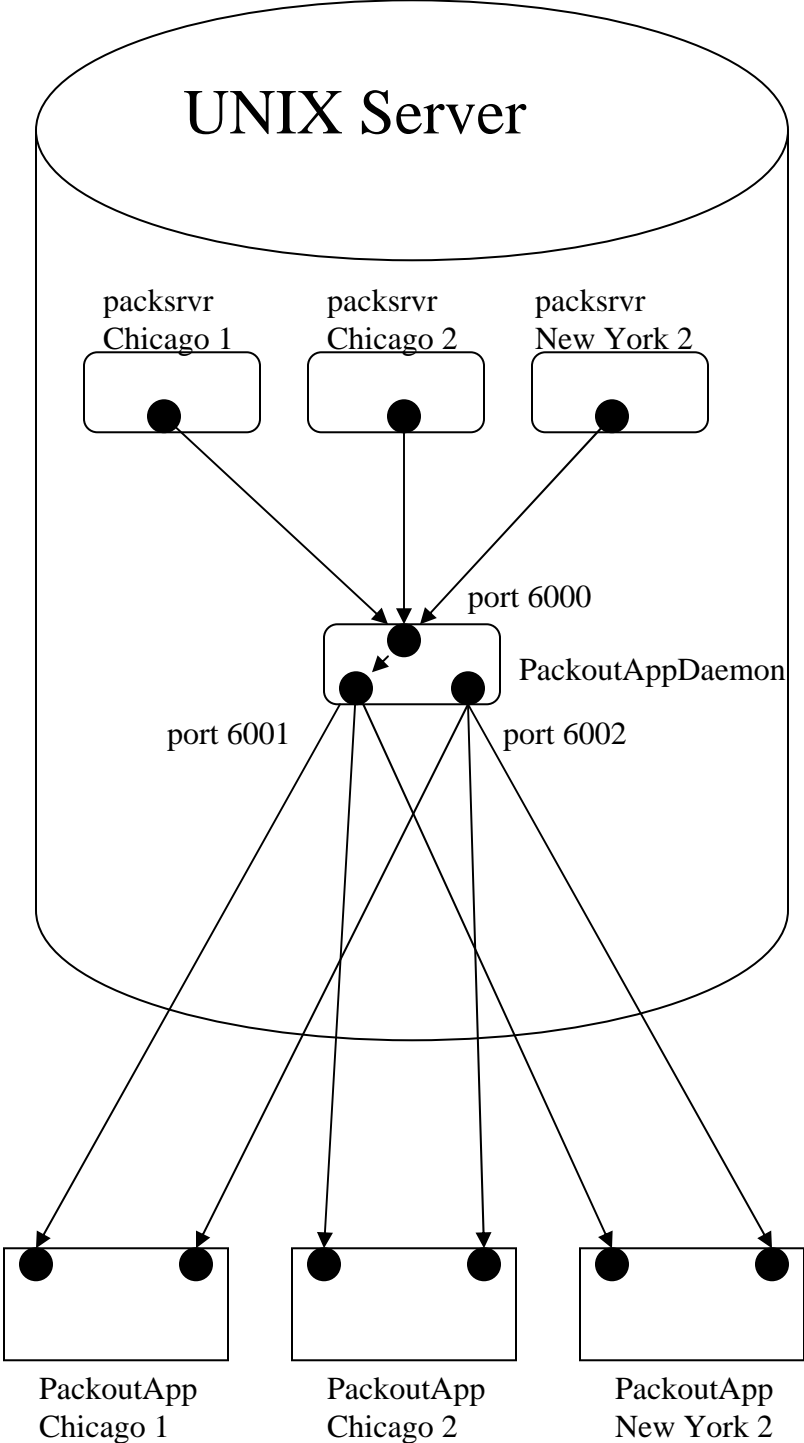 UNIX Server
packsrvr
Chicago 1
packsrvr
Chicago 2
packsrvr
New York 2
port 6000
PackoutAppDaemon
port 6001
port 6002
PackoutApp
Chicago 1
PackoutApp
Chicago 2
PackoutApp
New York 2